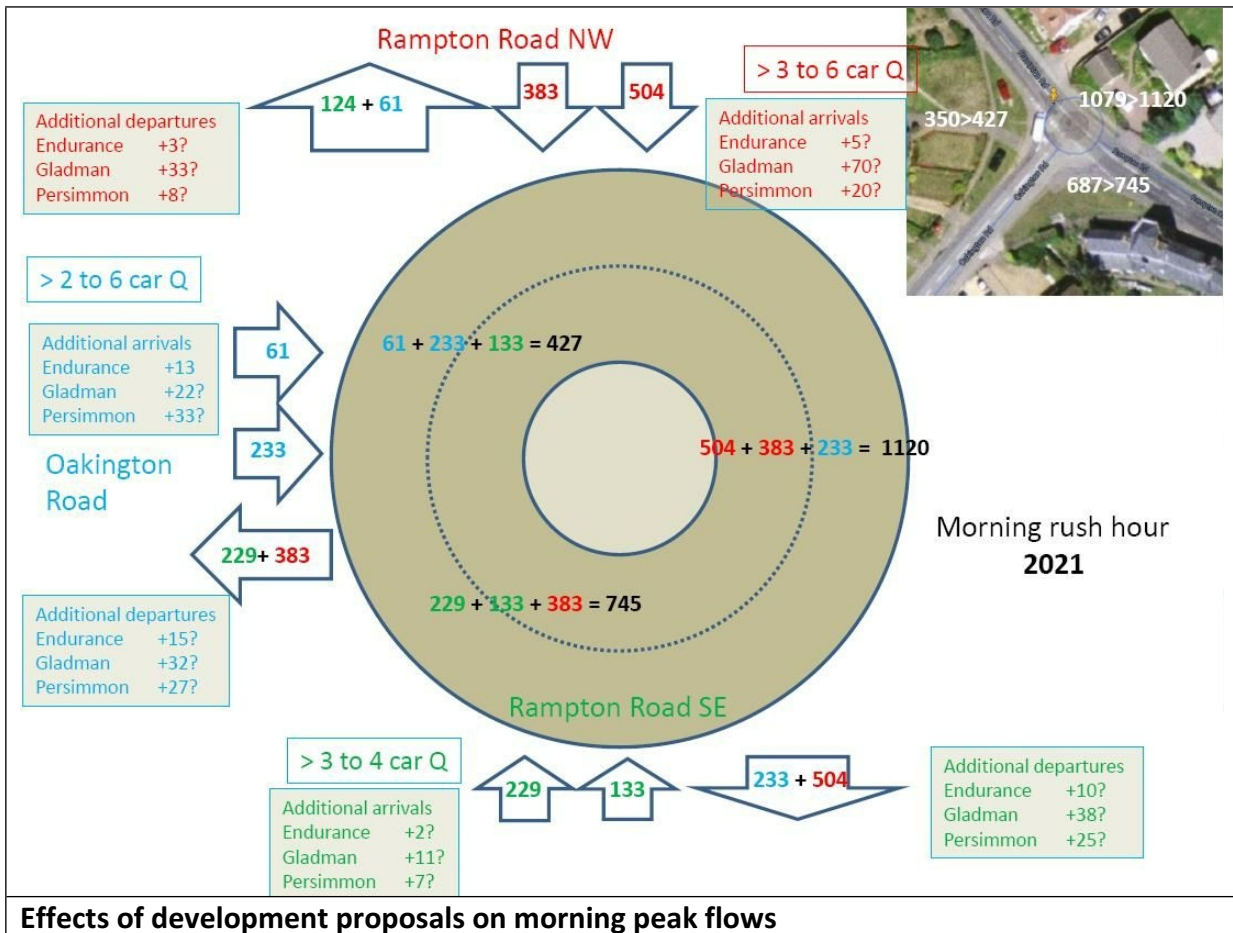 Rampton Road NW
124 + 61
383
504
> 3 to 6 car Q
Additional departures
Endurance +3?
Gladman +33?
Persimmon +8?
Additional arrivals
Endurance +5?
Gladman +70?
Persimmon +20?
350>427
1079>1120
687>745
> 2 to 6 car Q
Additional arrivals
Endurance +13
Gladman +22?
Persimmon +33?
61
233
Oakington
Road
229+ 383
Additional departures
Endurance +15?
Gladman +32?
Persimmon +27?
61 + 233 + 133 = 427
504 + 383 + 233 = 1120
229 + 133 + 383 = 745
Morning rush hour
2021
Rampton Road SE
> 3 to 4 car Q
Additional arrivals
Endurance +2?
Gladman +11?
Persimmon +7?
229
133
233 + 504
Additional departures
Endurance +10?
Gladman +38?
Persimmon +25?
Effects of development proposals on morning peak flows